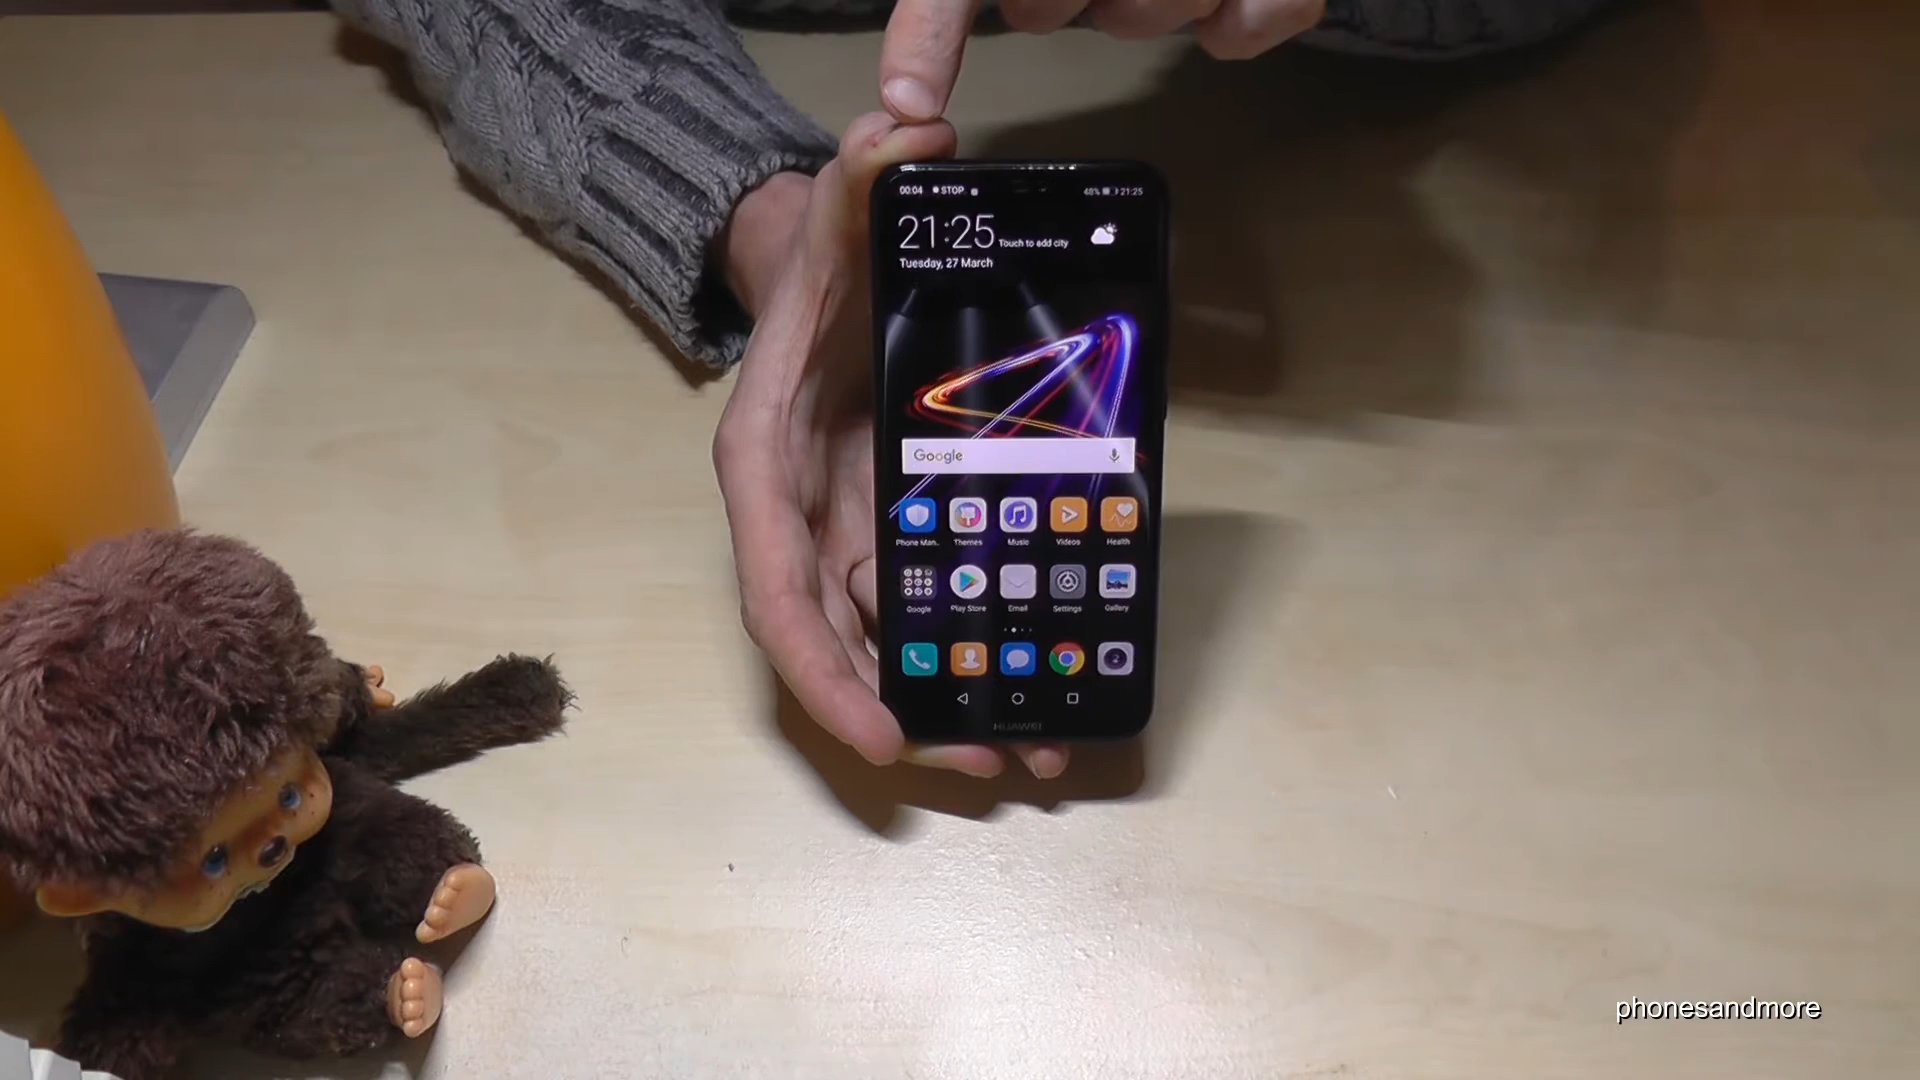 00:04 STOP 48% 21:25
21:25 Touch to add city
Tuesday, 27 March
Google
Phone Man.. Themes Music Videos Health
Google Play Store Email Settings Gallery
HUAWEI
phonesandmore